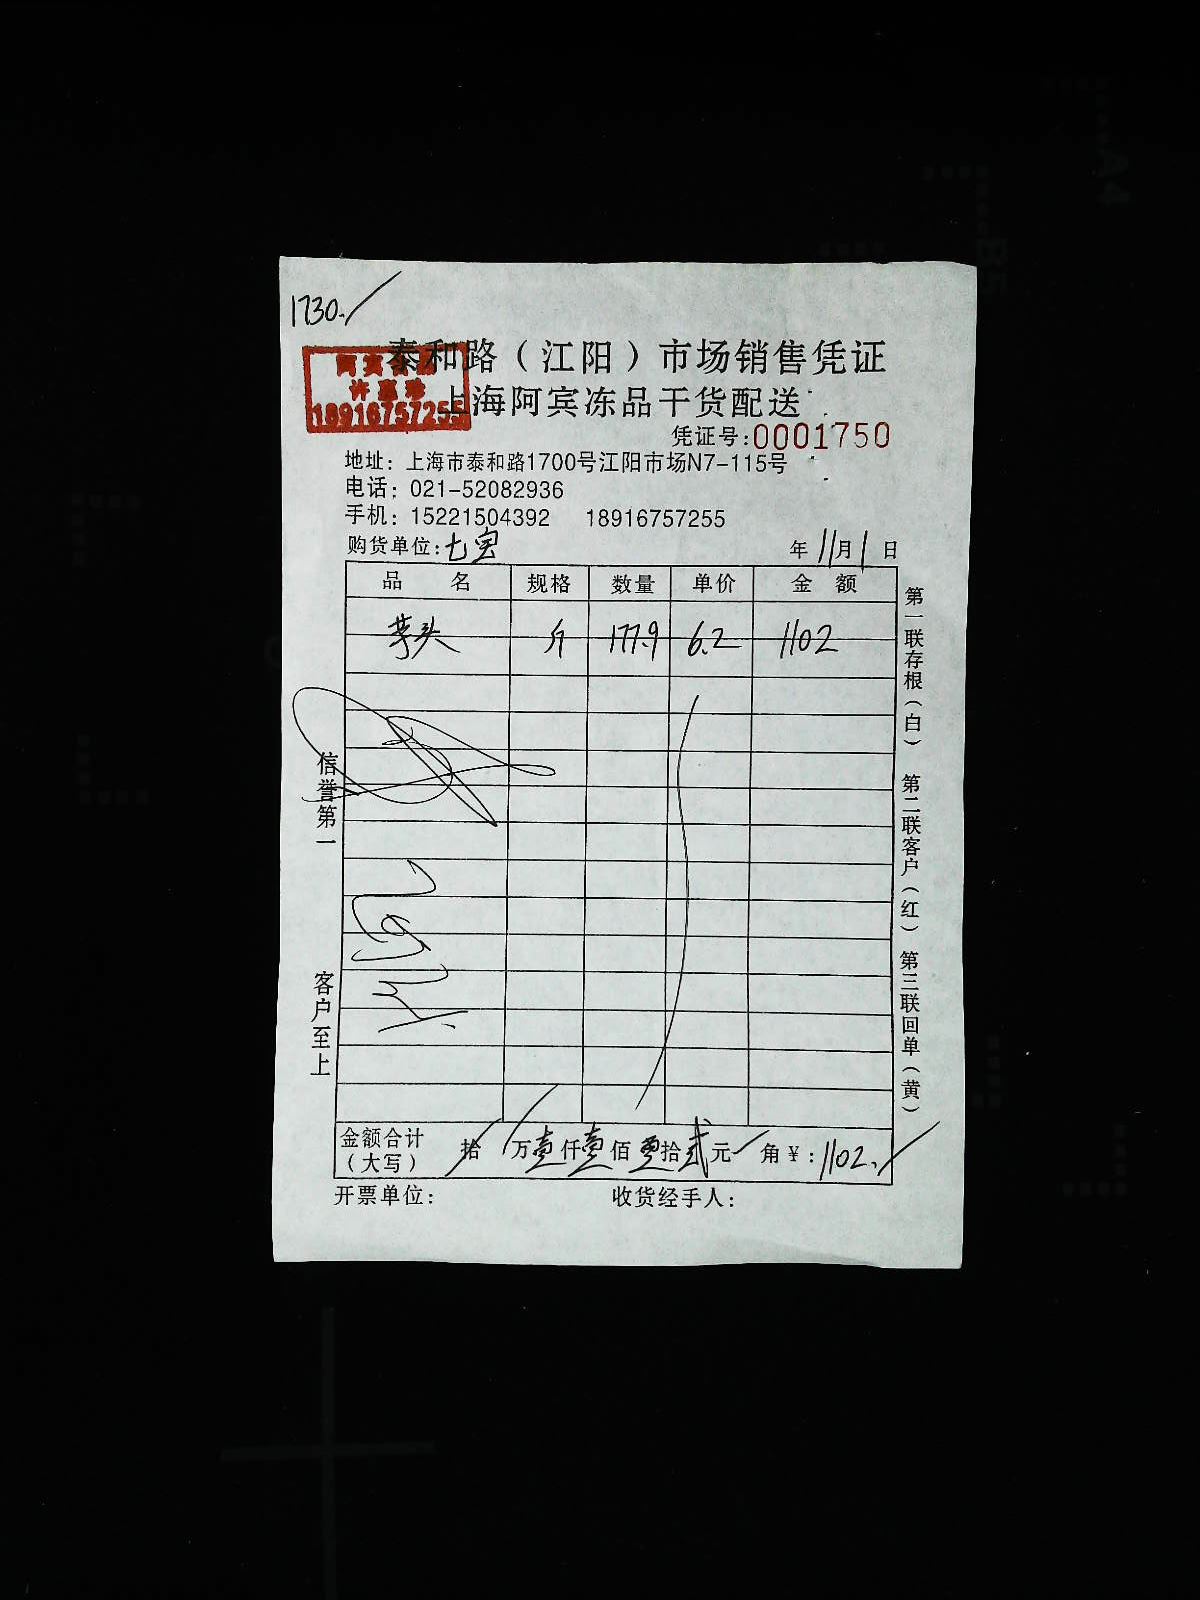 1730.
泰和路（江阳）市场销售凭证
许惠珍
18916757255
上海阿宾冻品干货配送
凭证号:0001750
地址: 上海市泰和路1700号江阳市场N7-115号
电话: 021-52082936
手机: 15221504392 18916757255
购货单位: 七宝 年 11月 1日
品 名 规格 数量 单价 金 额
芋头 斤 177.9 6.2 1102
信誉第一
客户至上
第一联存根（白） 第二联客户（红） 第三联回单（黄）
金额合计（大写） 拾 万壹仟壹佰零拾贰元 角￥: 1102.
开票单位: 收货经手人: